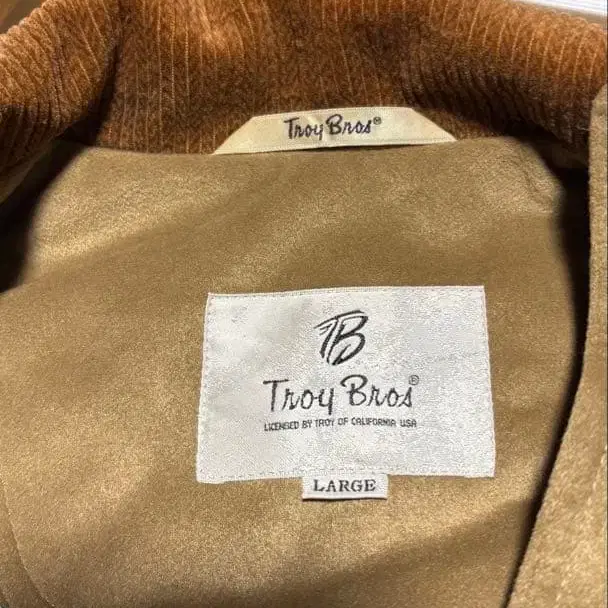 Troy Bros®
TB
Troy Bros®
LICENSED BY TROY OF CALIFORNIA USA
LARGE